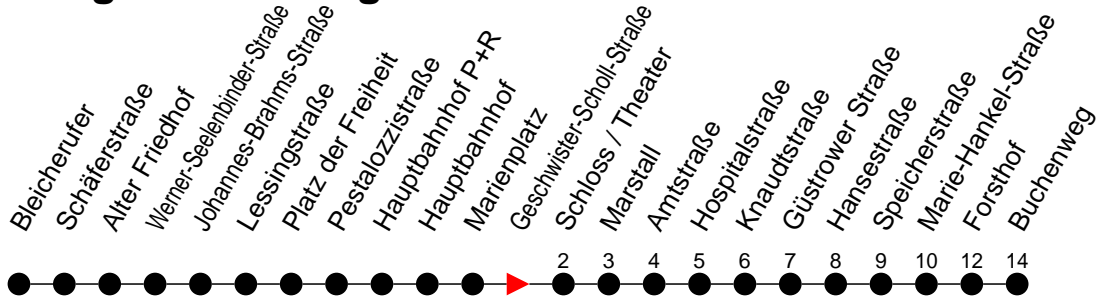 Bleicherufer
Schäferstraße
Alter Friedhof
Werner-Seelenbinder-Straße
Johannes-Brahms-Straße
Lessingstraße
Platz der Freiheit
Pestalozzistraße
Hauptbahnhof P+R
Hauptbahnhof
Marienplatz
Geschwister-Scholl-Straße
Schloss / Theater
Marstall
Amtstraße
Hospitalstraße
Knaudtstraße
Güstrower Straße
Hansestraße
Speicherstraße
Marie-Hankel-Straße
Forsthof
Buchenweg
2 3 4 5 6 7 8 9 10 12 14